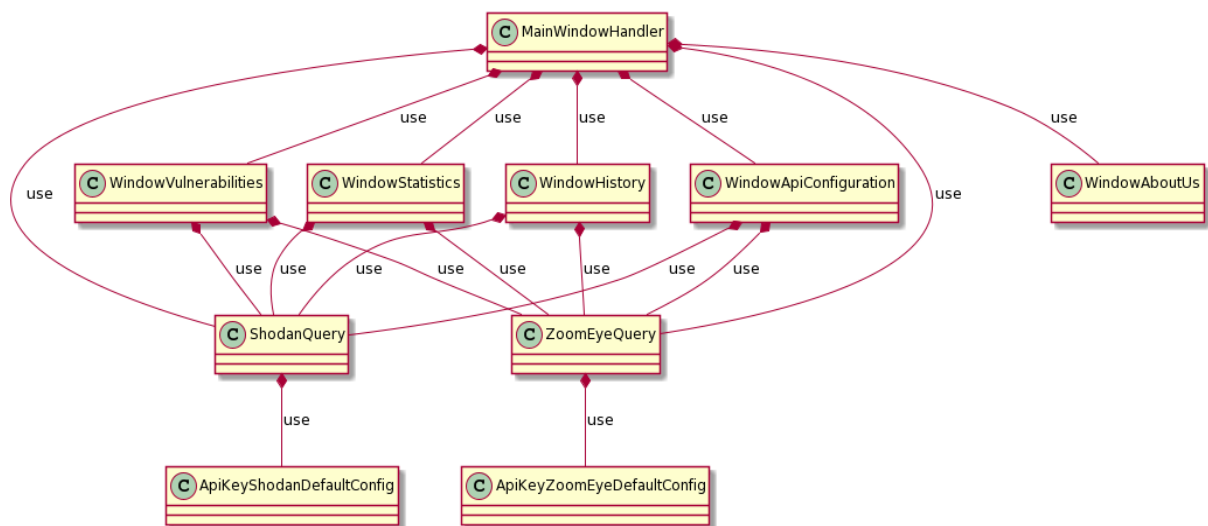 C MainWindowHandler
use
use
use
use
use
C WindowVulnerabilities
C WindowStatistics
C WindowHistory
C WindowApiConfiguration
C WindowAboutUs
use
use
use
use
use
use
use
use
use
use
C ShodanQuery
C ZoomEyeQuery
use
use
C ApiKeyShodanDefaultConfig
C ApiKeyZoomEyeDefaultConfig